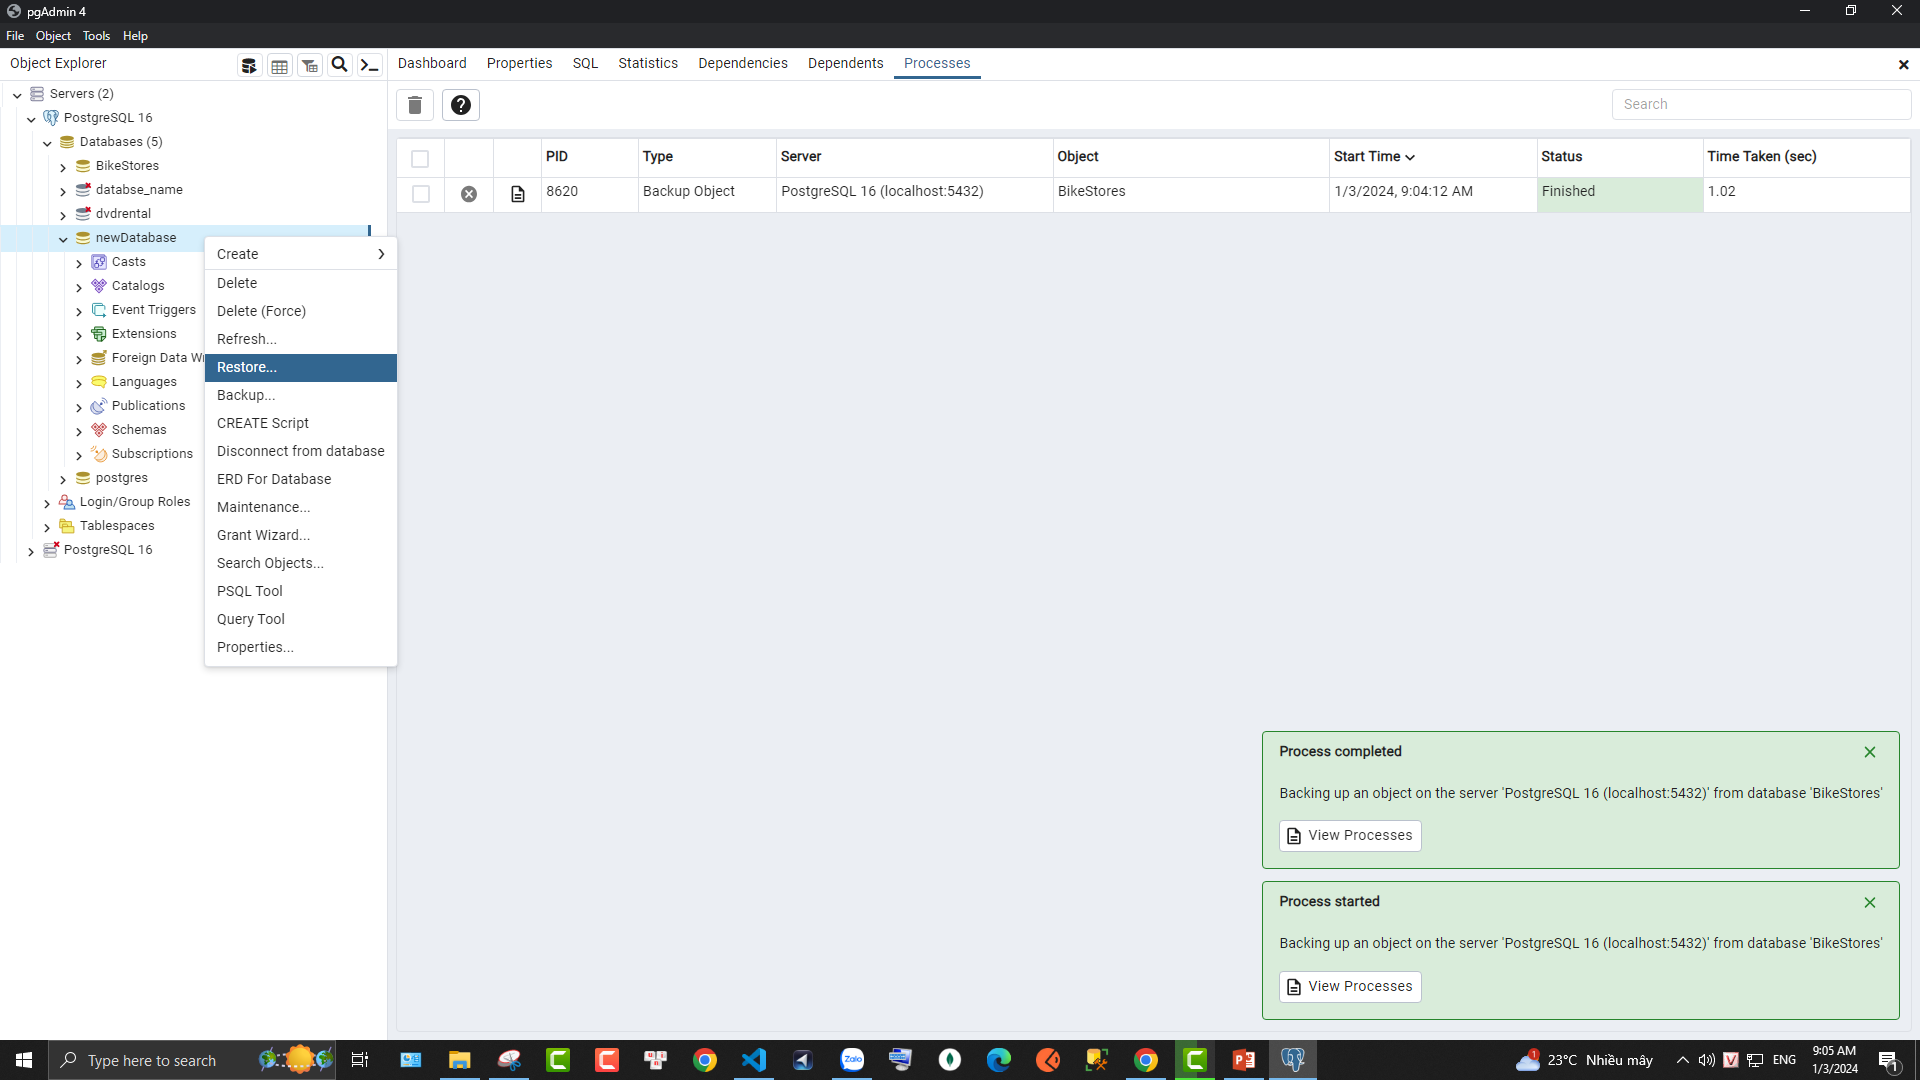 pgAdmin 4
File Object Tools Help
Object Explorer
Dashboard Properties SQL Statistics Dependencies Dependents Processes
Servers (2)
PostgreSQL 16
Databases (5)
BikeStores
databse_name
dvdrental
newDatabase
Casts
Catalogs
Event Triggers
Extensions
Foreign Data Wr
Languages
Publications
Schemas
Subscriptions
postgres
Login/Group Roles
Tablespaces
PostgreSQL 16
Create
Delete
Delete (Force)
Refresh...
Restore...
Backup...
CREATE Script
Disconnect from database
ERD For Database
Maintenance...
Grant Wizard...
Search Objects...
PSQL Tool
Query Tool
Properties...
Search
PID Type Server Object Start Time Status Time Taken (sec)
8620 Backup Object PostgreSQL 16 (localhost:5432) BikeStores 1/3/2024, 9:04:12 AM Finished 1.02
Process completed
Backing up an object on the server 'PostgreSQL 16 (localhost:5432)' from database 'BikeStores'
View Processes
Process started
Backing up an object on the server 'PostgreSQL 16 (localhost:5432)' from database 'BikeStores'
View Processes
Type here to search
Zalo
1
23°C Nhiều mây
V
ENG
9:05 AM
1/3/2024
1